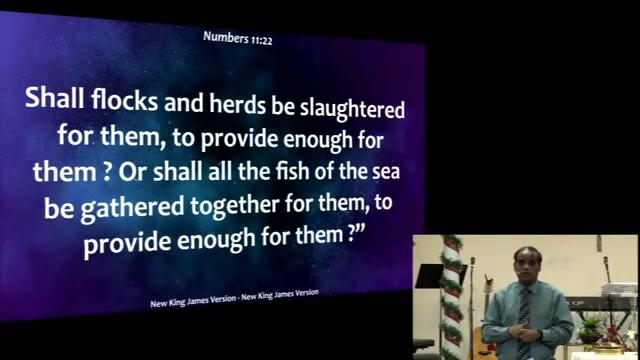 Numbers 11:22
Shall flocks and herds be slaughtered
for them, to provide enough for
them ? Or shall all the fish of the sea
be gathered together for them, to
provide enough for them ?”
New King James Version - New King James Version